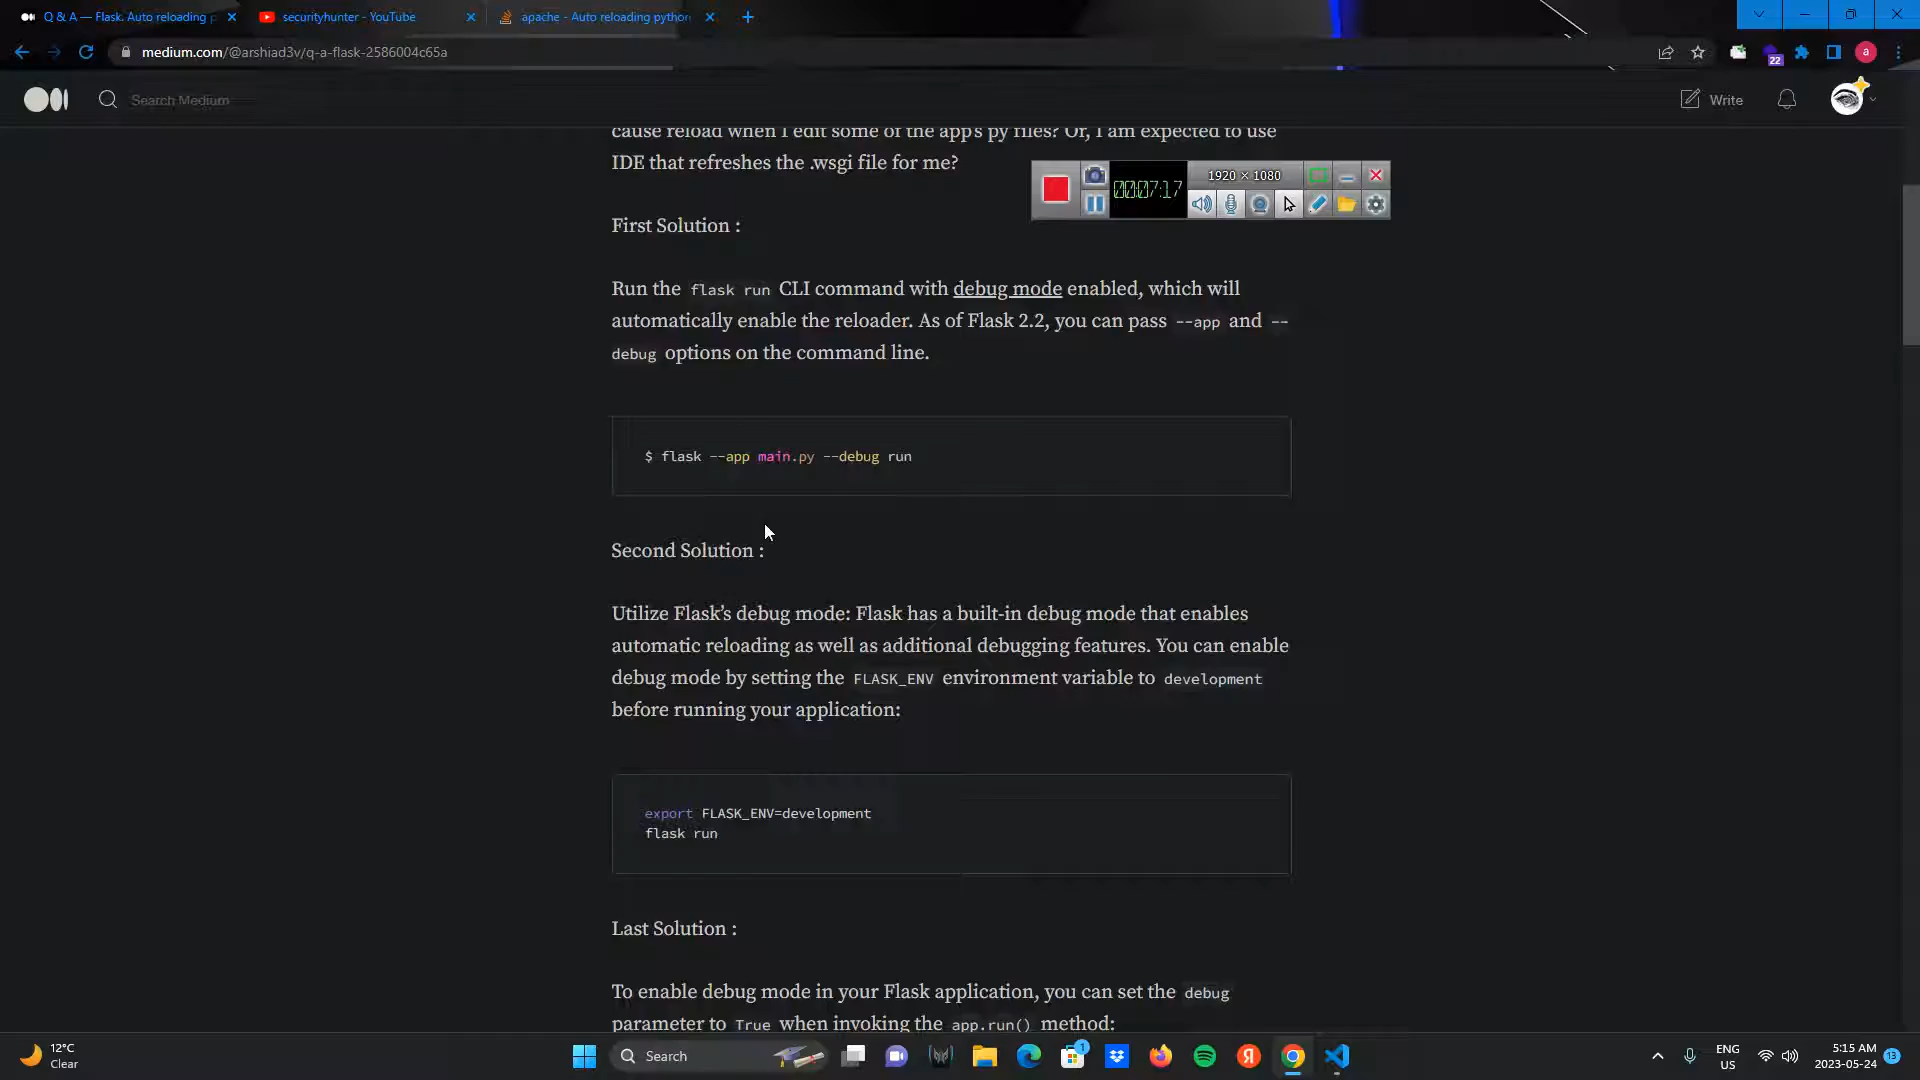 Q & A — Flask. Auto reloading p
securityhunter - YouTube
apache - Auto reloading python
medium.com/@arshiad3v/q-a-flask-2586004c65a
22
a
Search Medium
Write
cause reload when I edit some of the app's py files? Or, I am expected to use
IDE that refreshes the .wsgi file for me?
1920 × 1080
00:07:17
First Solution :
Run the flask run CLI command with debug mode enabled, which will
automatically enable the reloader. As of Flask 2.2, you can pass --app and --
debug options on the command line.
$ flask --app main.py --debug run
Second Solution :
Utilize Flask’s debug mode: Flask has a built-in debug mode that enables
automatic reloading as well as additional debugging features. You can enable
debug mode by setting the FLASK_ENV environment variable to development
before running your application:
export FLASK_ENV=development
flask run
Last Solution :
To enable debug mode in your Flask application, you can set the debug
parameter to True when invoking the app.run() method:
12°C
Clear
Search
1
Я
ENG
US
5:15 AM
2023-05-24
13